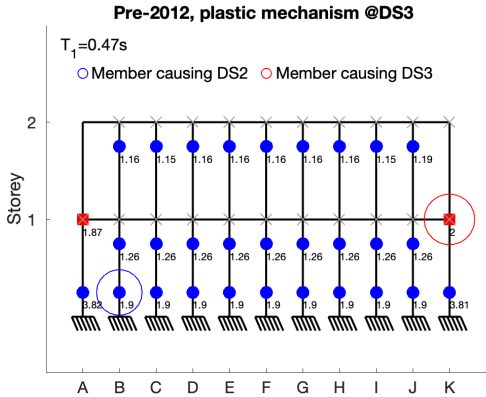 Pre-2012, plastic mechanism @DS3
T1=0.47s
Member causing DS2 Member causing DS3
2
1.16 1.15 1.16 1.16 1.16 1.16 1.16 1.15 1.19
Storey
1
1.87 2
1.26 1.26 1.26 1.26 1.26 1.26 1.26 1.26 1.26
3.82 1.9 1.9 1.9 1.9 1.9 1.9 1.9 1.9 1.9 3.81
A B C D E F G H I J K